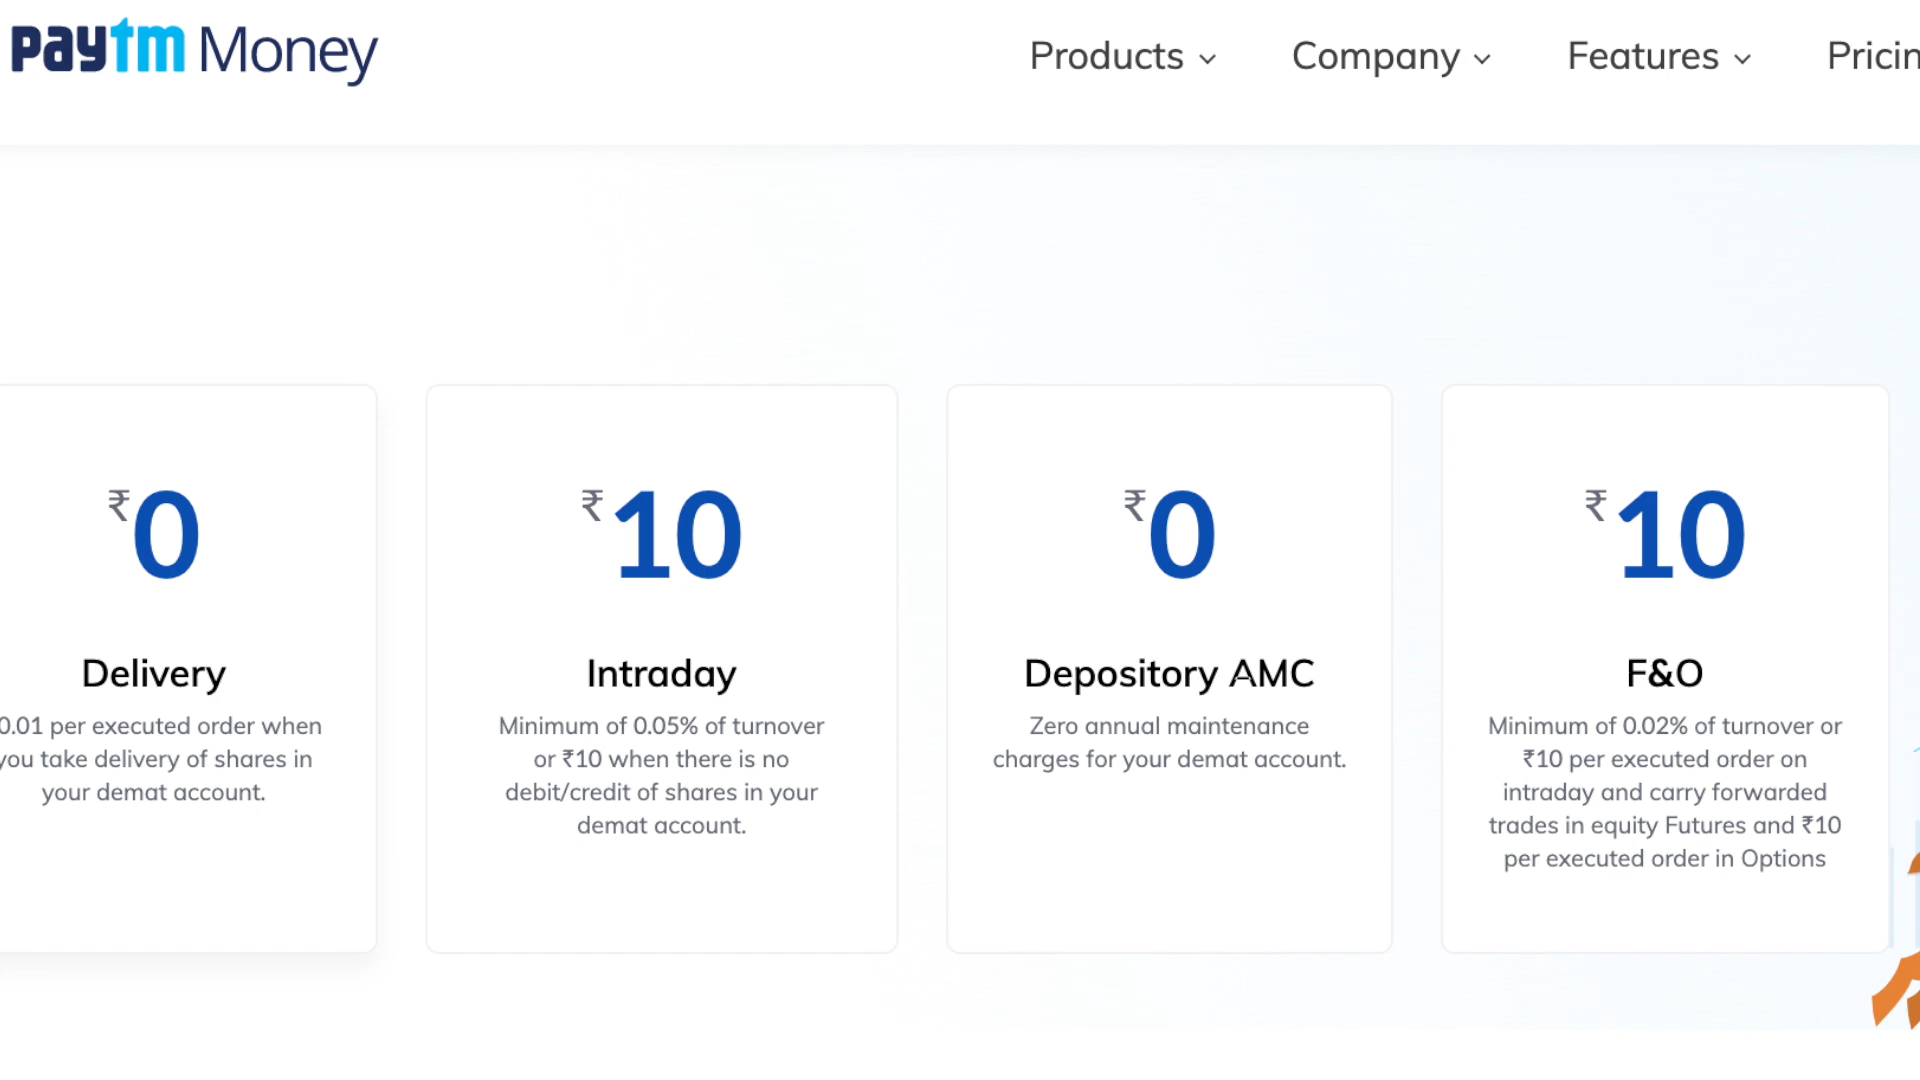 paytm Money
Products
Company
Features
Pricin
₹0
Delivery
0.01 per executed order when
you take delivery of shares in
your demat account.
₹10
Intraday
Minimum of 0.05% of turnover
or ₹10 when there is no
debit/credit of shares in your
demat account.
₹0
Depository AMC
Zero annual maintenance
charges for your demat account.
₹10
F&O
Minimum of 0.02% of turnover or
₹10 per executed order on
intraday and carry forwarded
trades in equity Futures and ₹10
per executed order in Options